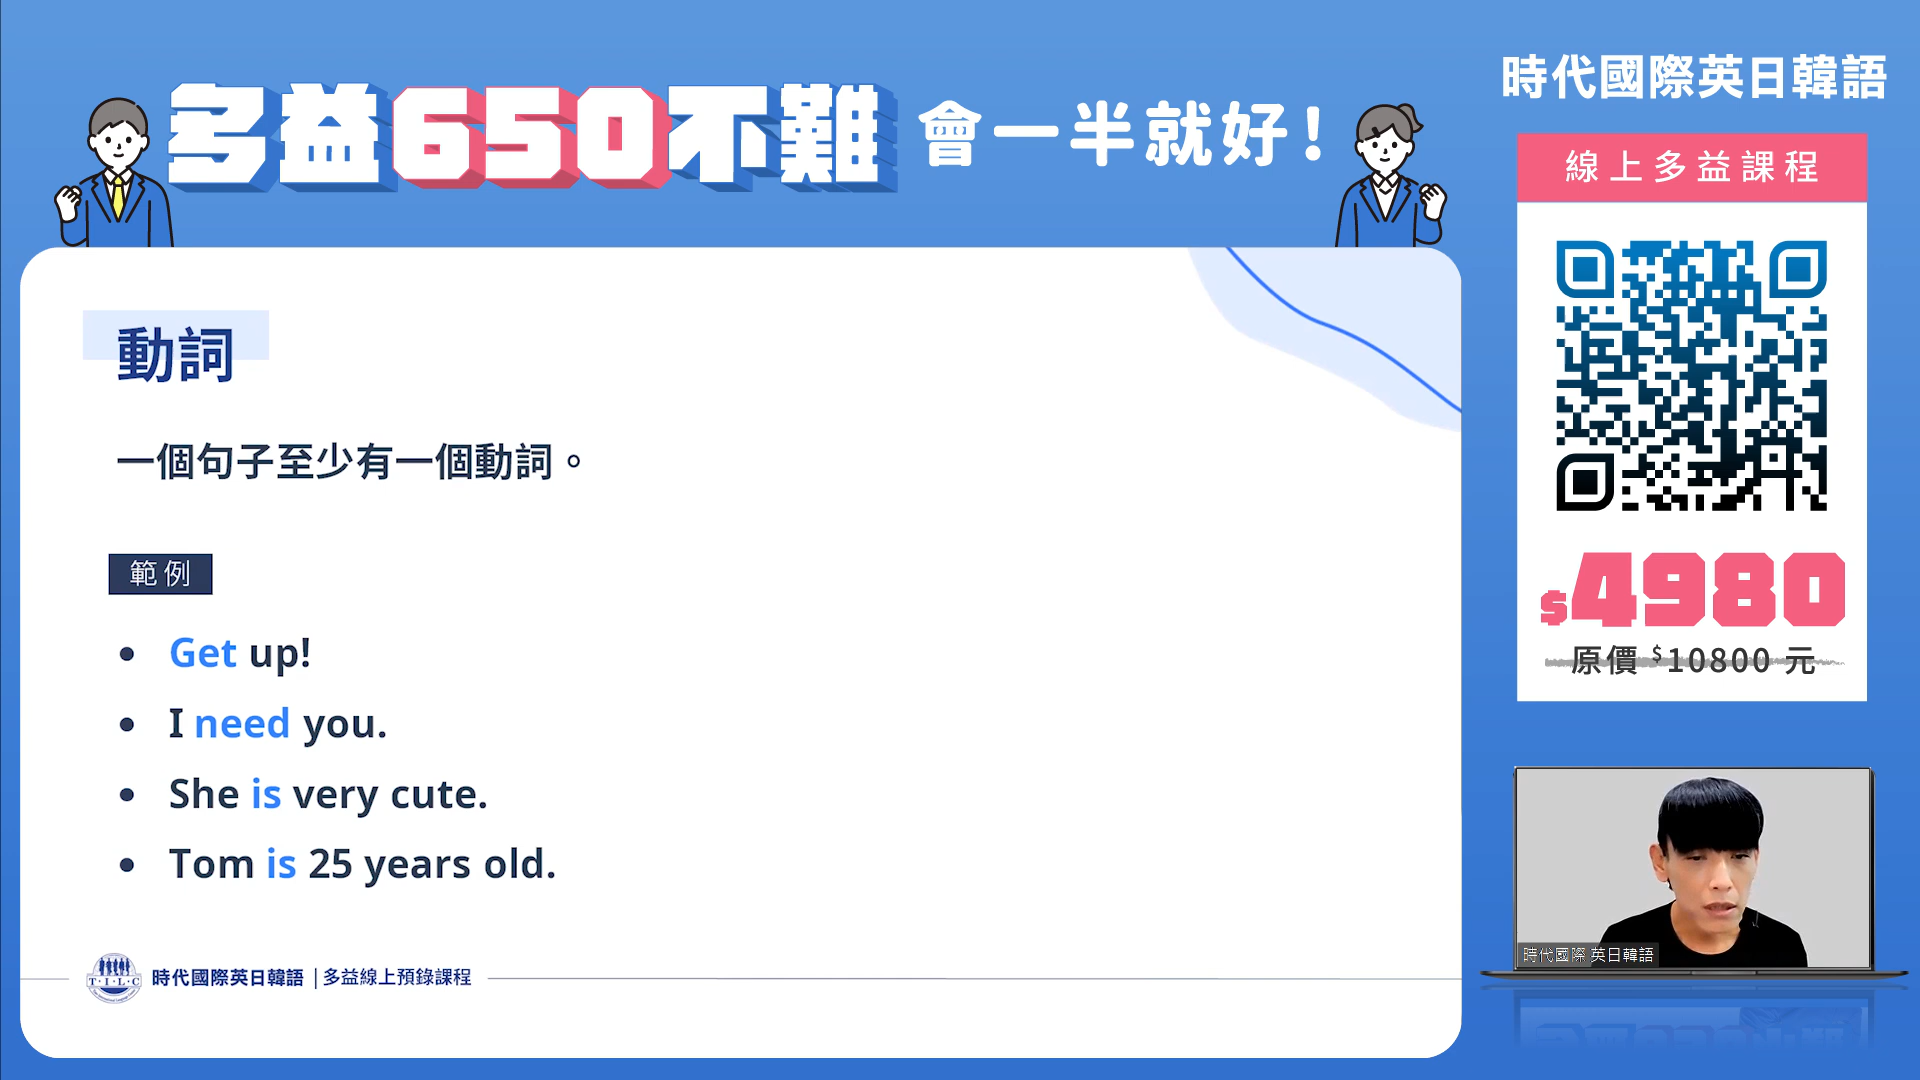 多益650不難 會一半就好!
時代國際英日韓語
線上多益課程
$4980
原價 $10800 元
動詞
一個句子至少有一個動詞。
範例
• Get up!
• I need you.
• She is very cute.
• Tom is 25 years old.
T·I·L·C
時代國際英日韓語 | 多益線上預錄課程
時代國際 英日韓語